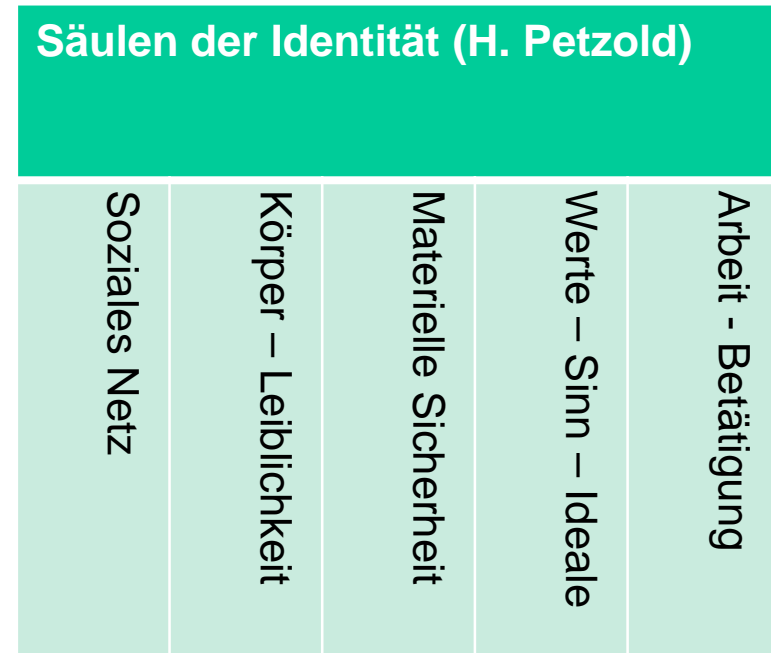 Säulen der Identität (H. Petzold)
Soziales Netz
Körper – Leiblichkeit
Materielle Sicherheit
Werte – Sinn – Ideale
Arbeit - Betätigung